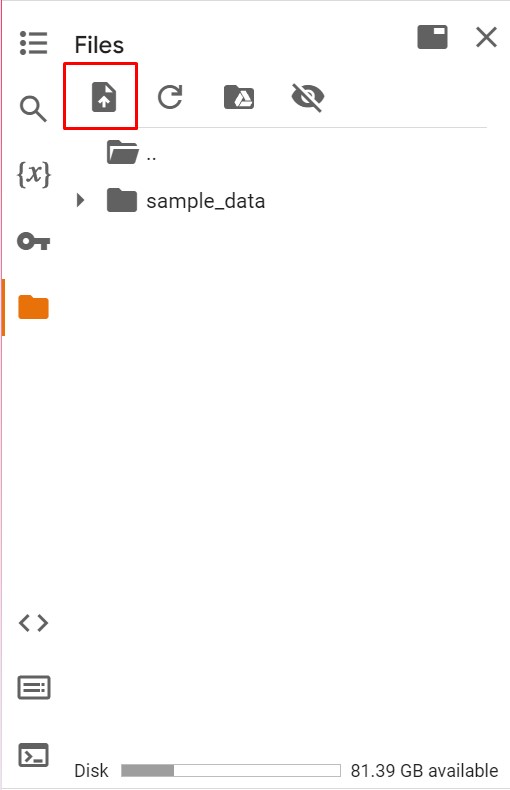 Files
..
{x}
sample_data
Disk 81.39 GB available